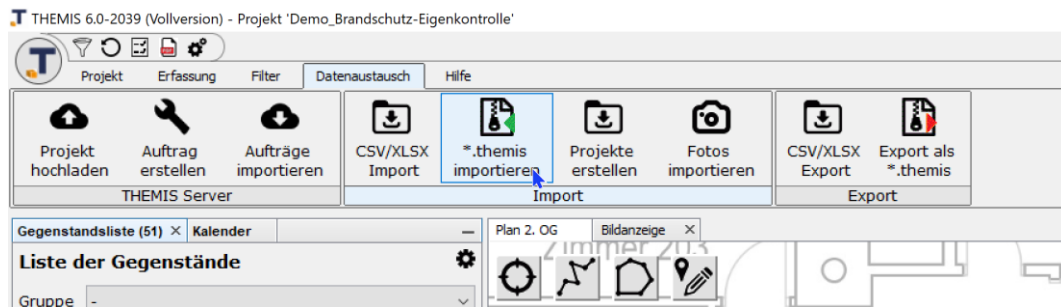 THEMIS 6.0-2039 (Vollversion) - Projekt 'Demo_Brandschutz-Eigenkontrolle'
Projekt Erfassung Filter Datenaustausch Hilfe
Projekt hochladen
Auftrag erstellen
Aufträge importieren
CSV/XLSX Import
*.themis importieren
Projekte erstellen
Fotos importieren
CSV/XLSX Export
Export als *.themis
THEMIS Server
Import
Export
Gegenstandsliste (51) Kalender
Plan 2. OG Bildanzeige
Liste der Gegenstände
Zimmer 203
Gruppe -